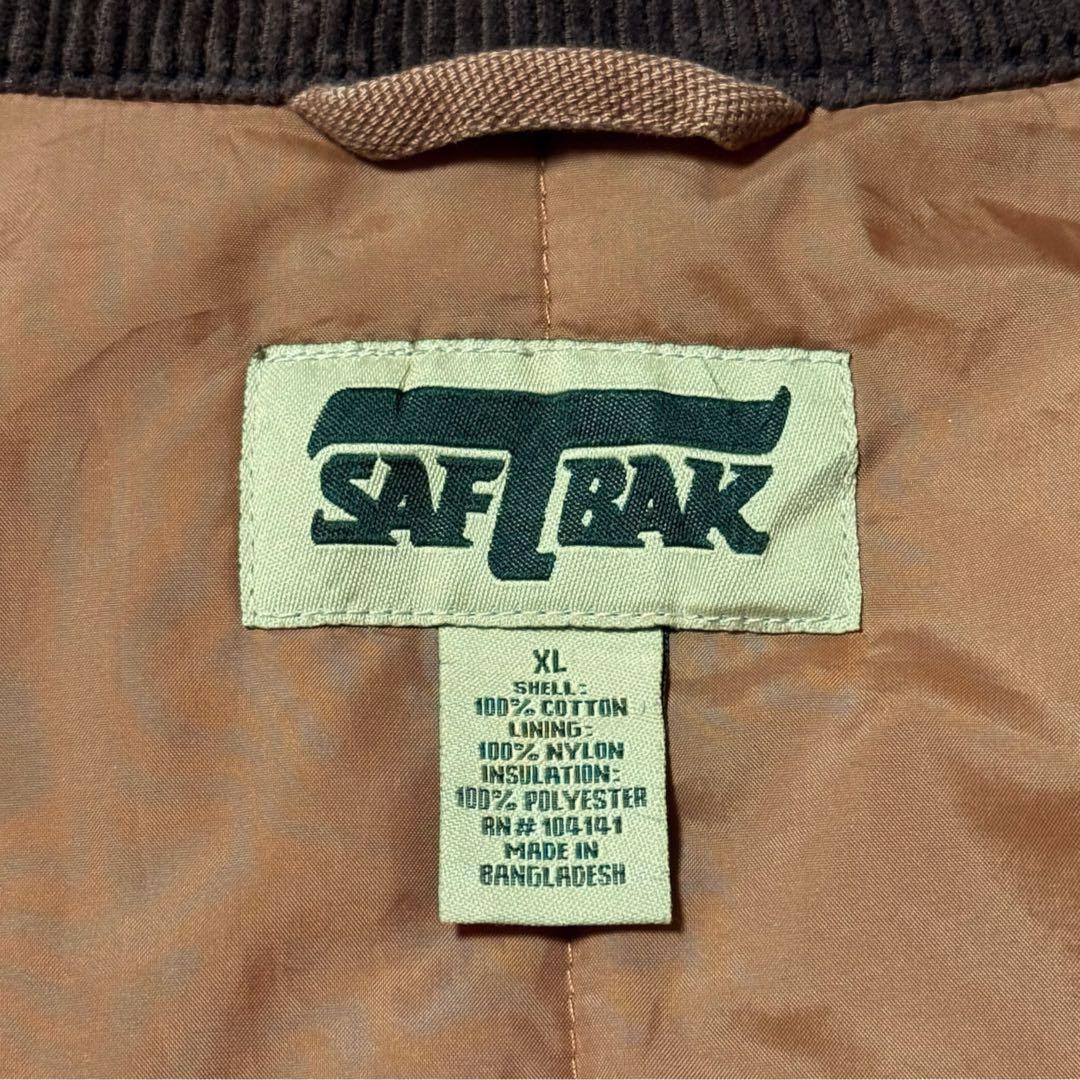 SAFTBAK
XL
SHELL:
100% COTTON
LINING:
100% NYLON
INSULATION:
100% POLYESTER
RN# 104141
MADE IN
BANGLADESH